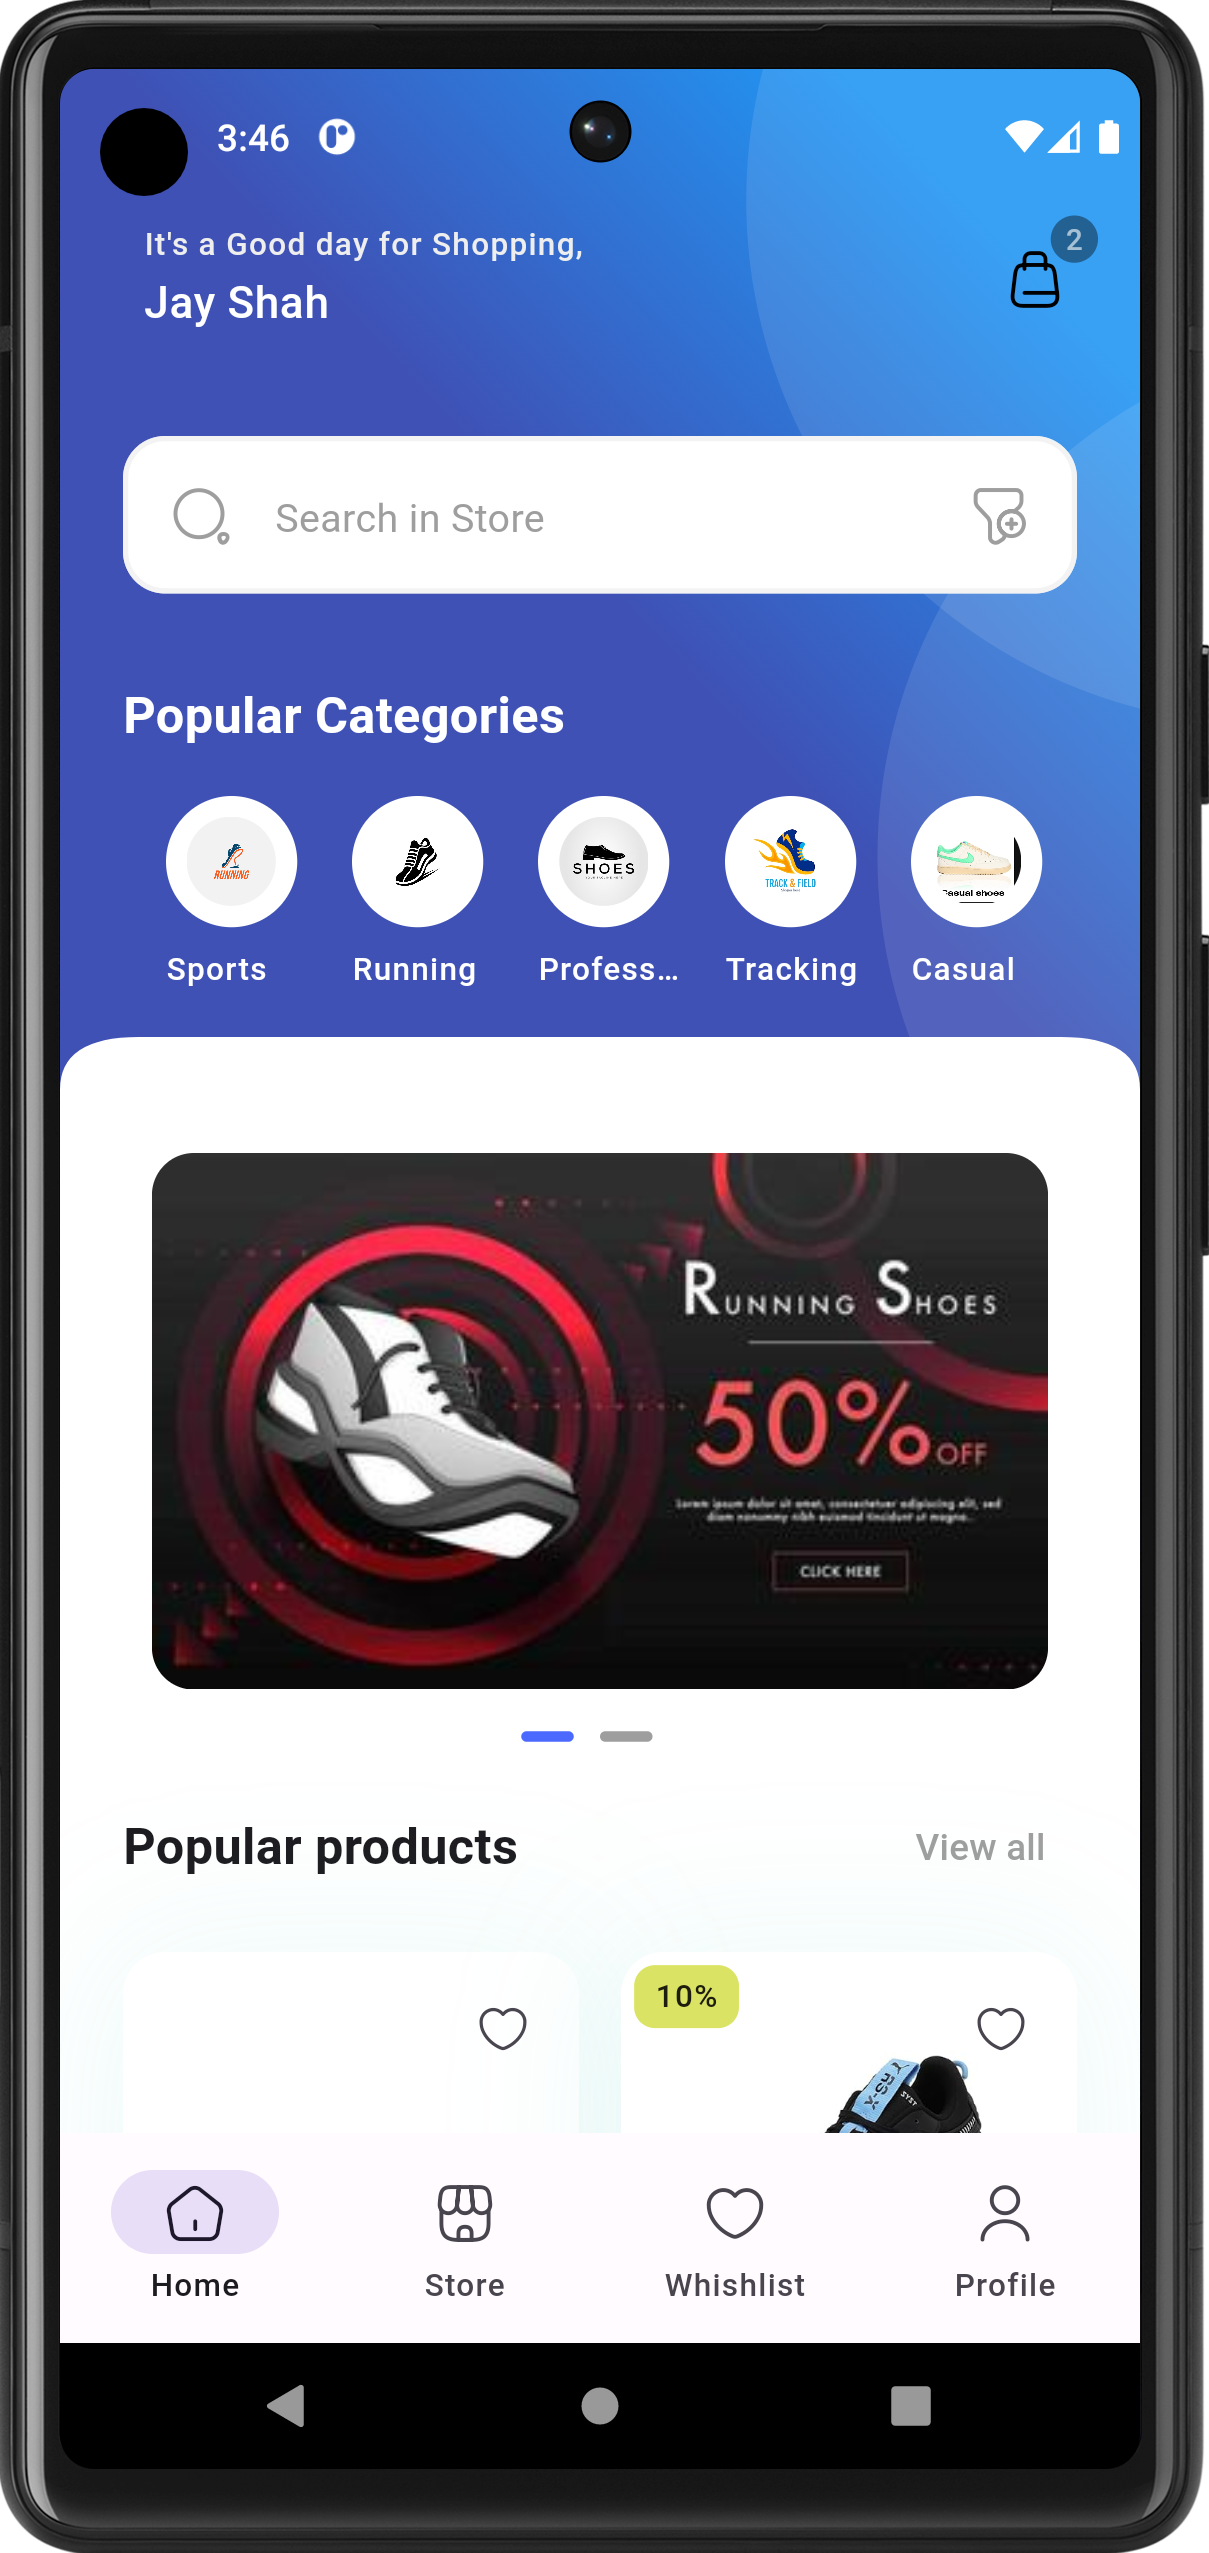 3:46
It's a Good day for Shopping,
Jay Shah
2
Search in Store
Popular Categories
RUNNING
SHOES
TRACK & FIELD
Casual shoes
Sports
Running
Profess...
Tracking
Casual
RUNNING SHOES
50% OFF
Lorem ipsum dolor sit amet, consectetuer adipiscing elit, sed
diam nonummy nibh euismod tincidunt ut magna.
CLICK HERE
Popular products
View all
10%
Home
Store
Whishlist
Profile